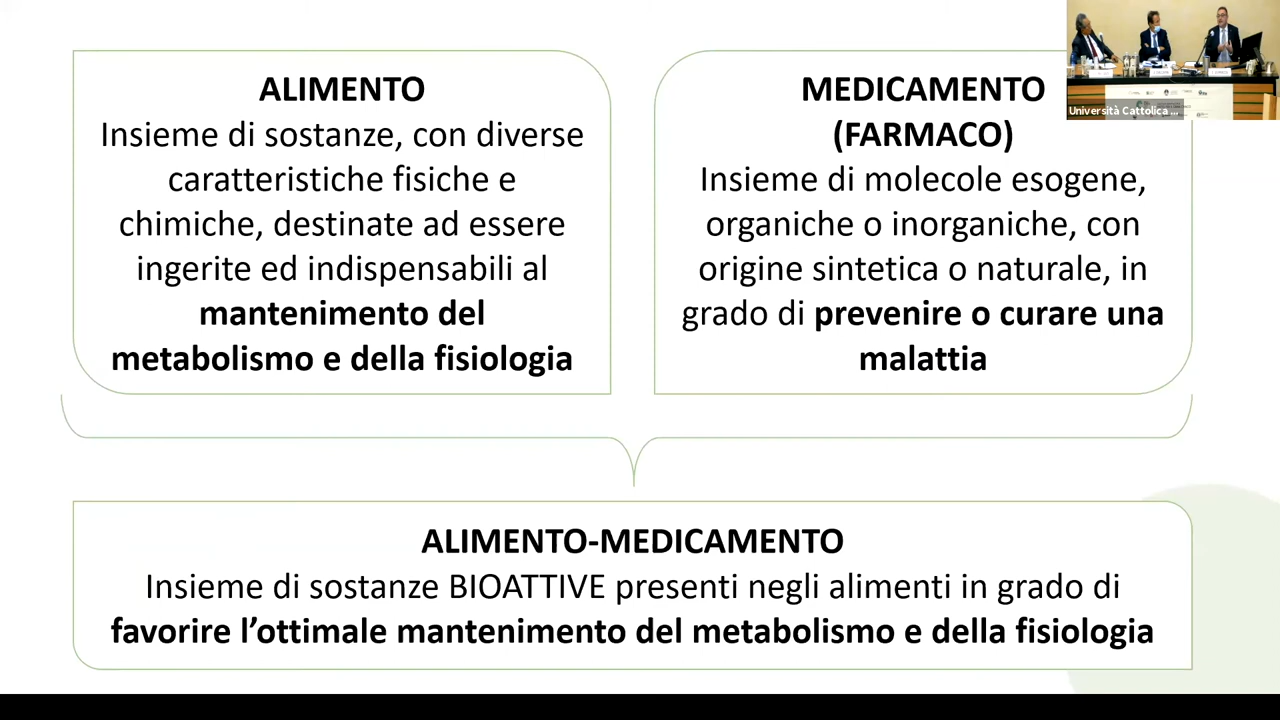 ALIMENTO
Insieme di sostanze, con diverse
caratteristiche fisiche e
chimiche, destinate ad essere
ingerite ed indispensabili al
mantenimento del
metabolismo e della fisiologia
MEDICAMENTO
(FARMACO)
Insieme di molecole esogene,
organiche o inorganiche, con
origine sintetica o naturale, in
grado di prevenire o curare una
malattia
Università Cattolica ...
ALIMENTO-MEDICAMENTO
Insieme di sostanze BIOATTIVE presenti negli alimenti in grado di
favorire l’ottimale mantenimento del metabolismo e della fisiologia